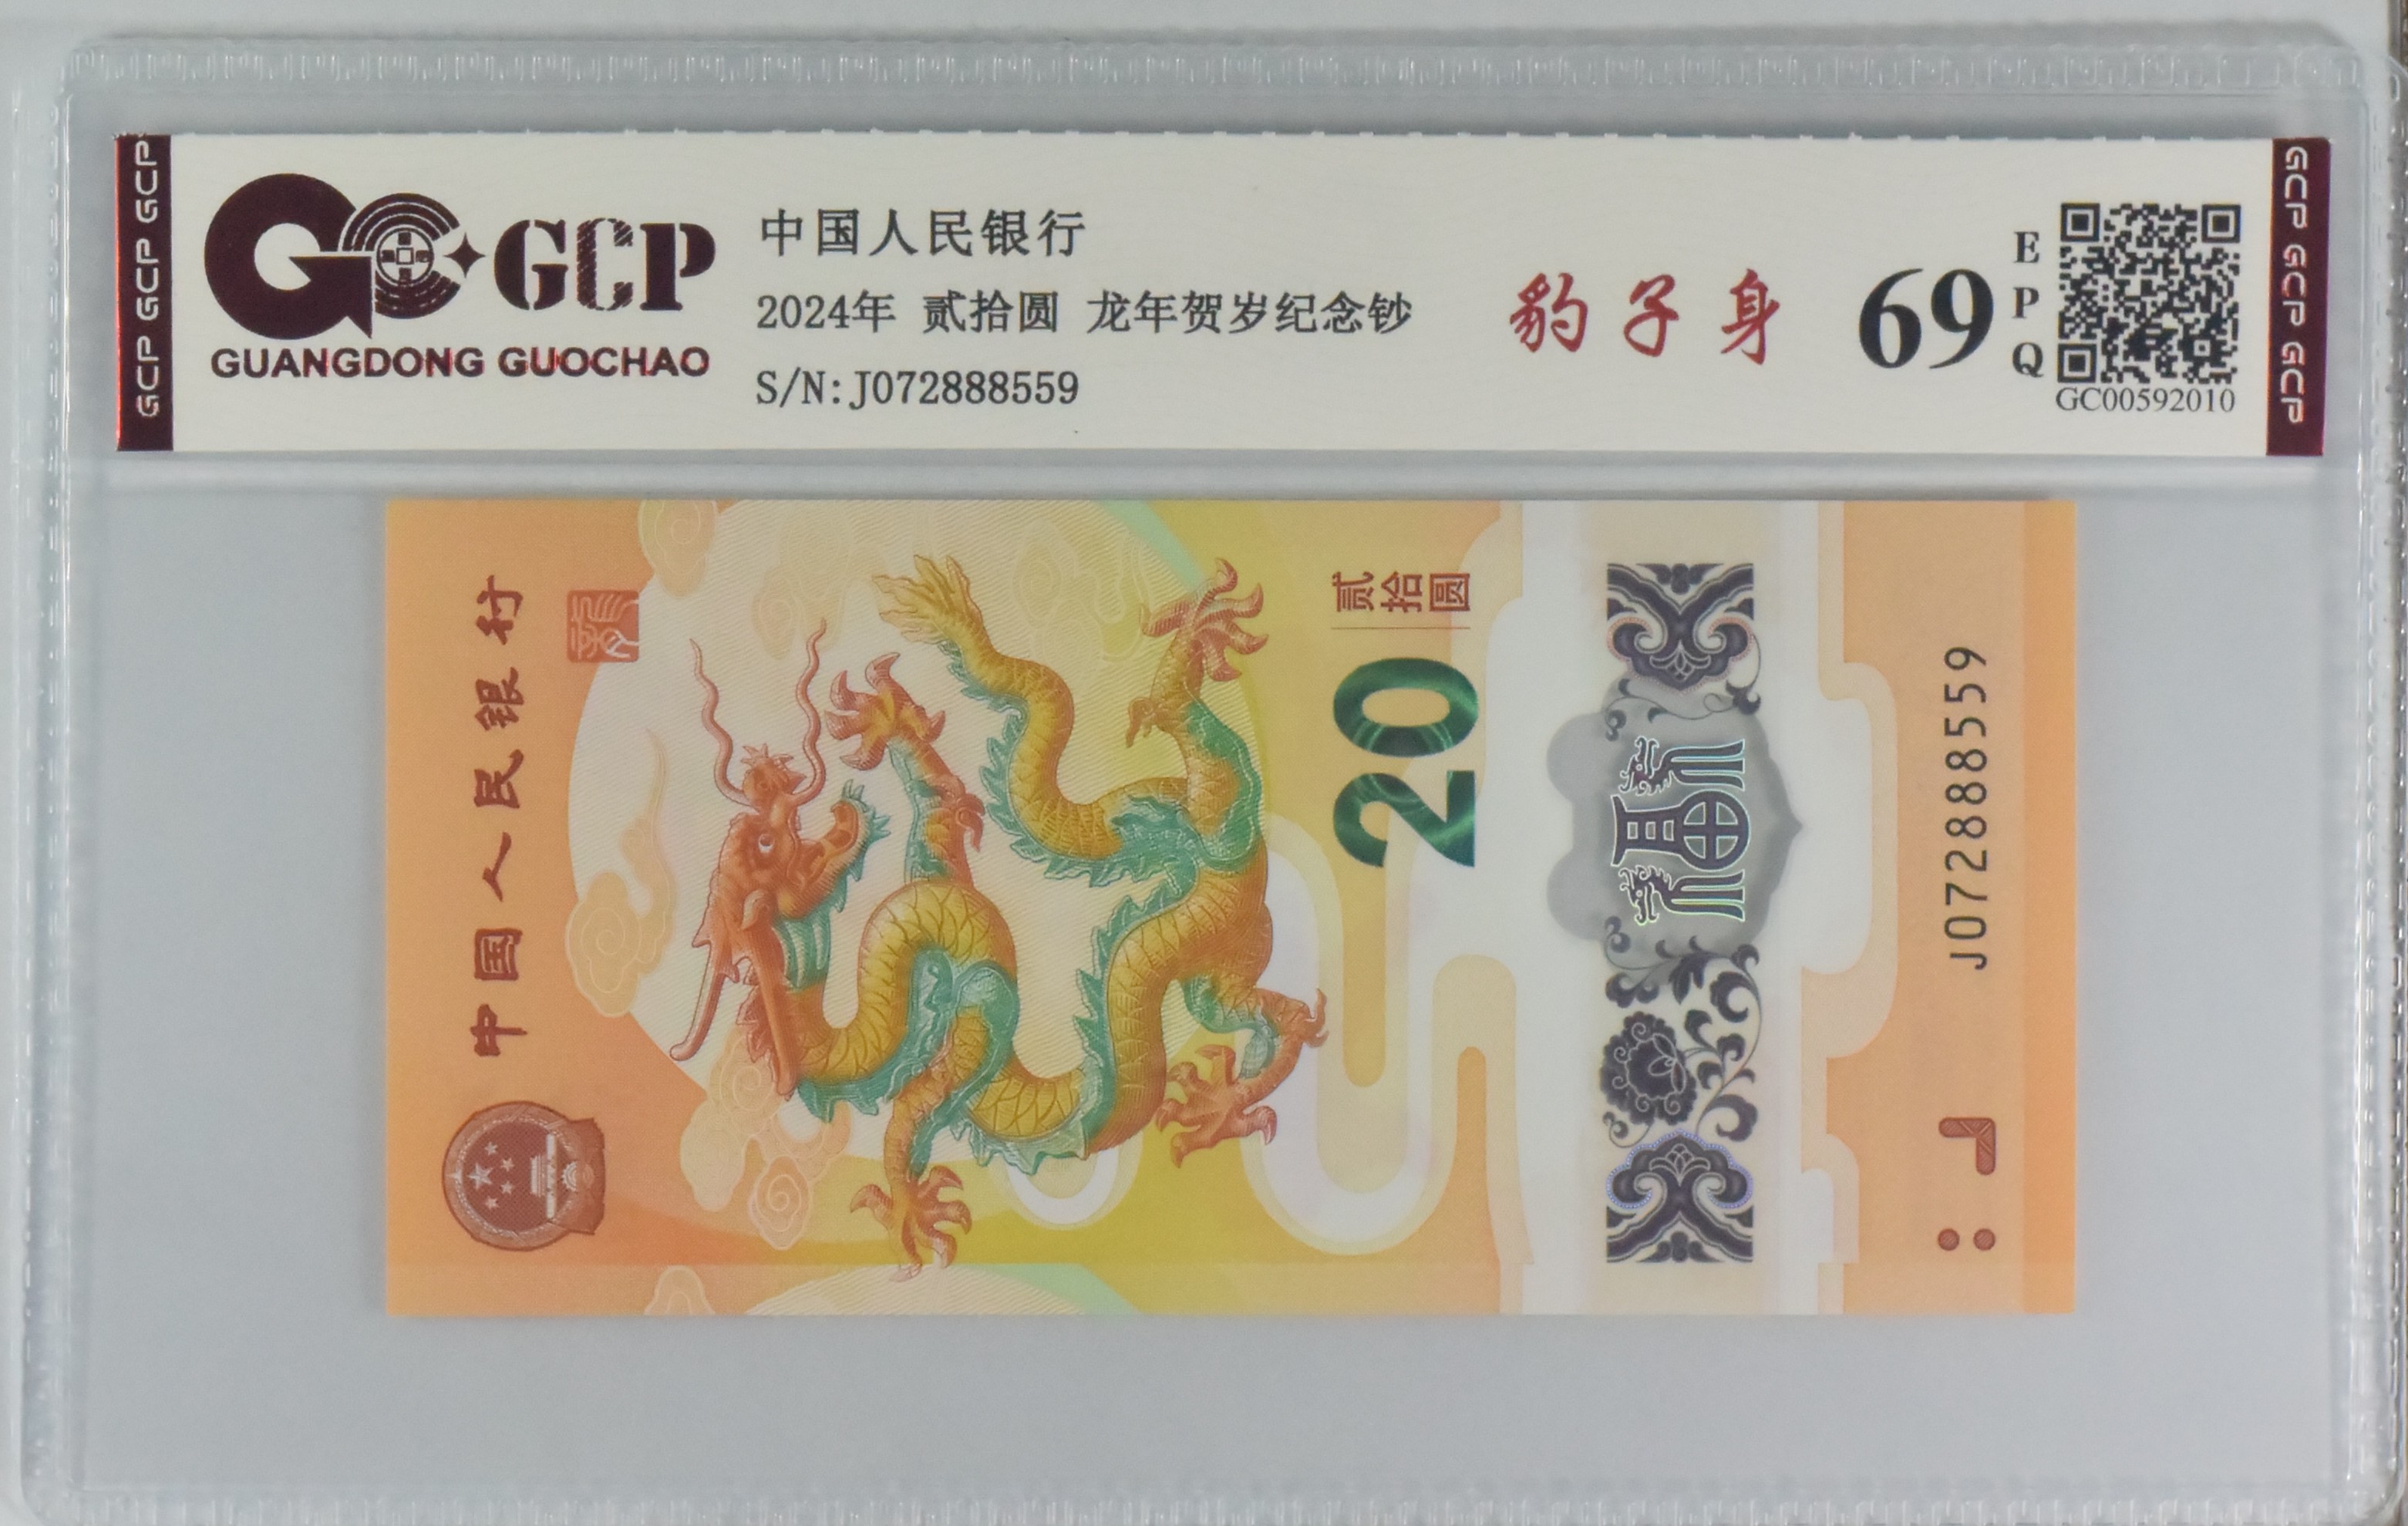 GCP GCP GCP
GCP
GUANGDONG GUOCHAO
中国人民银行
2024年 贰拾圆 龙年贺岁纪念钞
S/N:J072888559
豹子身
69
EPQ
GC00592010
GCP GCP GCP
中国人民银行
贰拾圆
20
J072888559